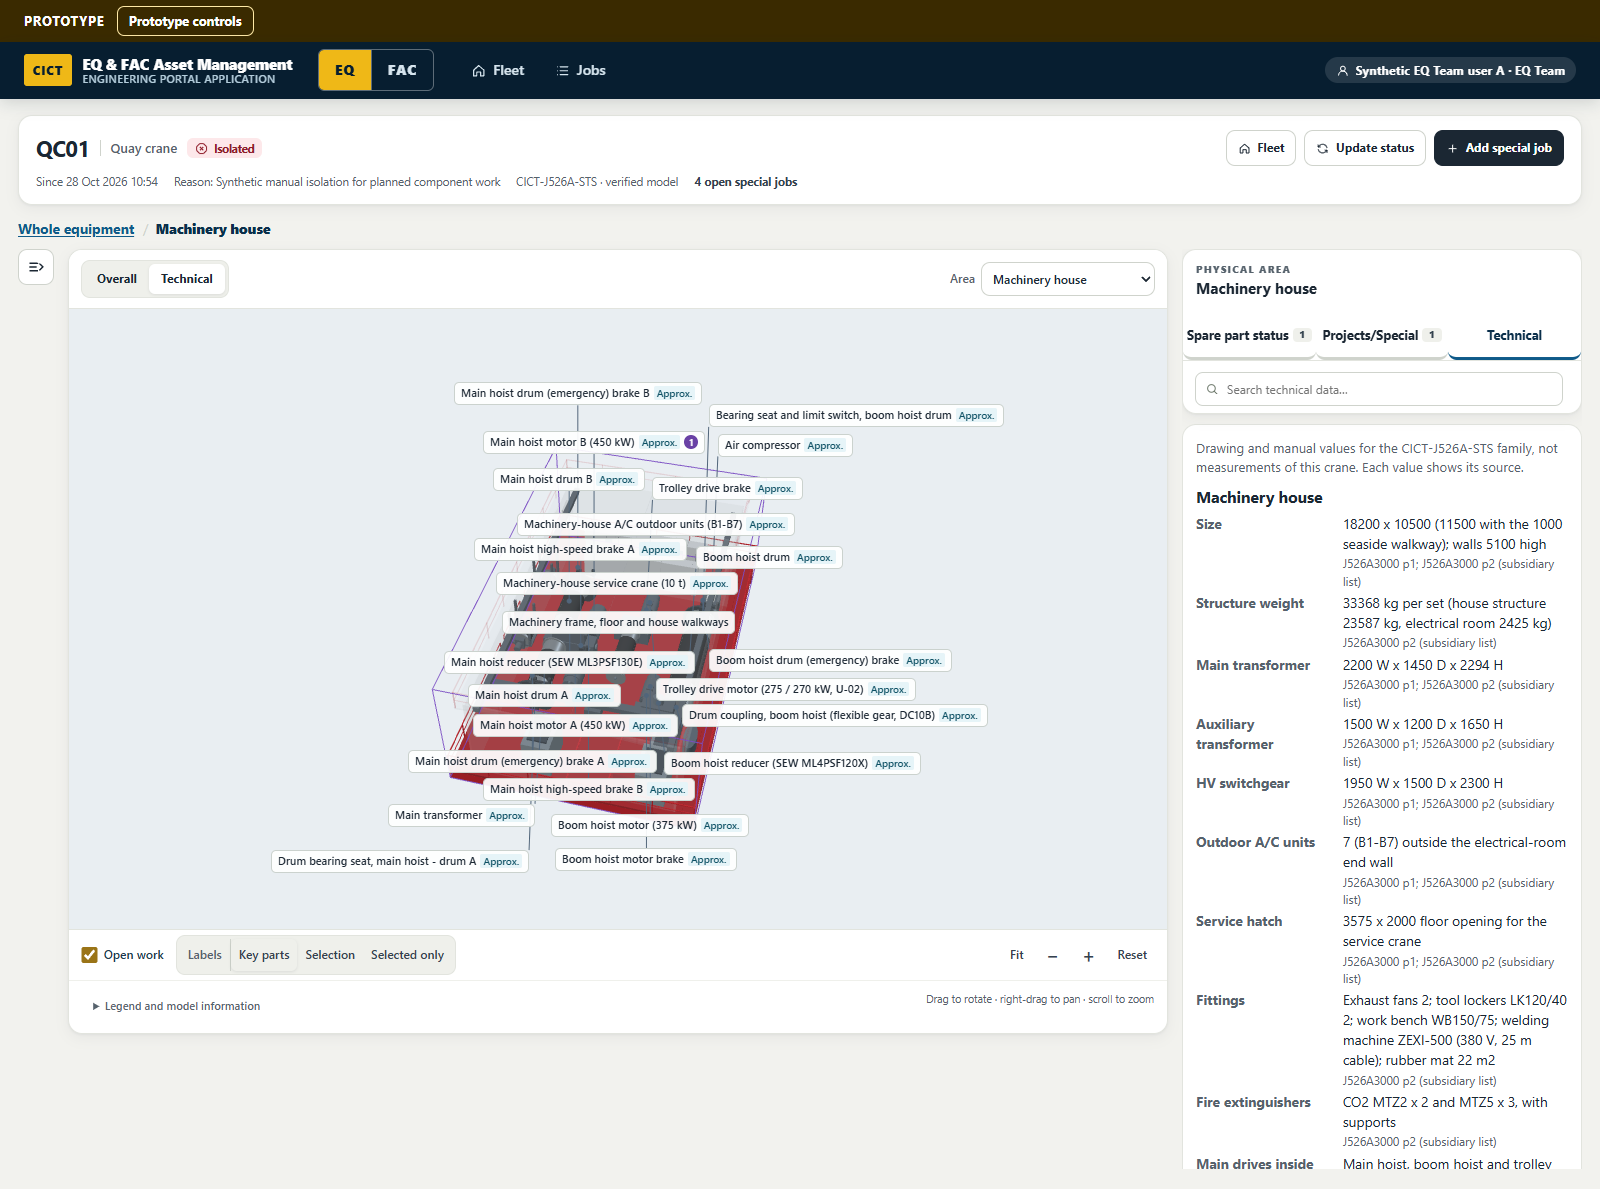 PROTOTYPE
Prototype controls
CICT
EQ & FAC Asset Management
ENGINEERING PORTAL APPLICATION
EQ
FAC
Fleet
Jobs
Synthetic EQ Team user A · EQ Team
QC01
Quay crane
Isolated
Fleet
Update status
+ Add special job
Since 28 Oct 2026 10:54
Reason: Synthetic manual isolation for planned component work
CICT-J526A-STS · verified model
4 open special jobs
Whole equipment / Machinery house
Overall
Technical
Area
Machinery house
Main hoist drum (emergency) brake B Approx.
Bearing seat and limit switch, boom hoist drum Approx.
Main hoist motor B (450 kW) Approx. 1
Air compressor Approx.
Main hoist drum B Approx.
Trolley drive brake Approx.
Machinery-house A/C outdoor units (B1-B7) Approx.
Main hoist high-speed brake A Approx.
Boom hoist drum Approx.
Machinery-house service crane (10 t) Approx.
Machinery frame, floor and house walkways
Main hoist reducer (SEW ML3PSF130E) Approx.
Boom hoist drum (emergency) brake Approx.
Main hoist drum A Approx.
Trolley drive motor (275 / 270 kW, U-02) Approx.
Main hoist motor A (450 kW) Approx.
Drum coupling, boom hoist (flexible gear, DC10B) Approx.
Main hoist drum (emergency) brake A Approx.
Boom hoist reducer (SEW ML4PSF120X) Approx.
Main hoist high-speed brake B Approx.
Main transformer Approx.
Boom hoist motor (375 kW) Approx.
Drum bearing seat, main hoist - drum A Approx.
Boom hoist motor brake Approx.
Open work
Labels
Key parts
Selection
Selected only
Fit
−
+
Reset
Legend and model information
Drag to rotate · right-drag to pan · scroll to zoom
PHYSICAL AREA
Machinery house
Spare part status 1
Projects/Special 1
Technical
Search technical data...
Drawing and manual values for the CICT-J526A-STS family, not
measurements of this crane. Each value shows its source.
Machinery house
Size
18200 x 10500 (11500 with the 1000
seaside walkway); walls 5100 high
J526A3000 p1; J526A3000 p2 (subsidiary
list)
Structure weight
33368 kg per set (house structure
23587 kg, electrical room 2425 kg)
J526A3000 p2 (subsidiary list)
Main transformer
2200 W x 1450 D x 2294 H
J526A3000 p1; J526A3000 p2 (subsidiary
list)
Auxiliary
transformer
1500 W x 1200 D x 1650 H
J526A3000 p1; J526A3000 p2 (subsidiary
list)
HV switchgear
1950 W x 1500 D x 2300 H
J526A3000 p1; J526A3000 p2 (subsidiary
list)
Outdoor A/C units
7 (B1-B7) outside the electrical-room
end wall
J526A3000 p1; J526A3000 p2 (subsidiary
list)
Service hatch
3575 x 2000 floor opening for the
service crane
J526A3000 p1; J526A3000 p2 (subsidiary
list)
Fittings
Exhaust fans 2; tool lockers LK120/40
2; work bench WB150/75; welding
machine ZEXI-500 (380 V, 25 m
cable); rubber mat 22 m2
J526A3000 p2 (subsidiary list)
Fire extinguishers
CO2 MTZ2 x 2 and MTZ5 x 3, with
supports
J526A3000 p2 (subsidiary list)
Main drives inside
Main hoist, boom hoist and trolley